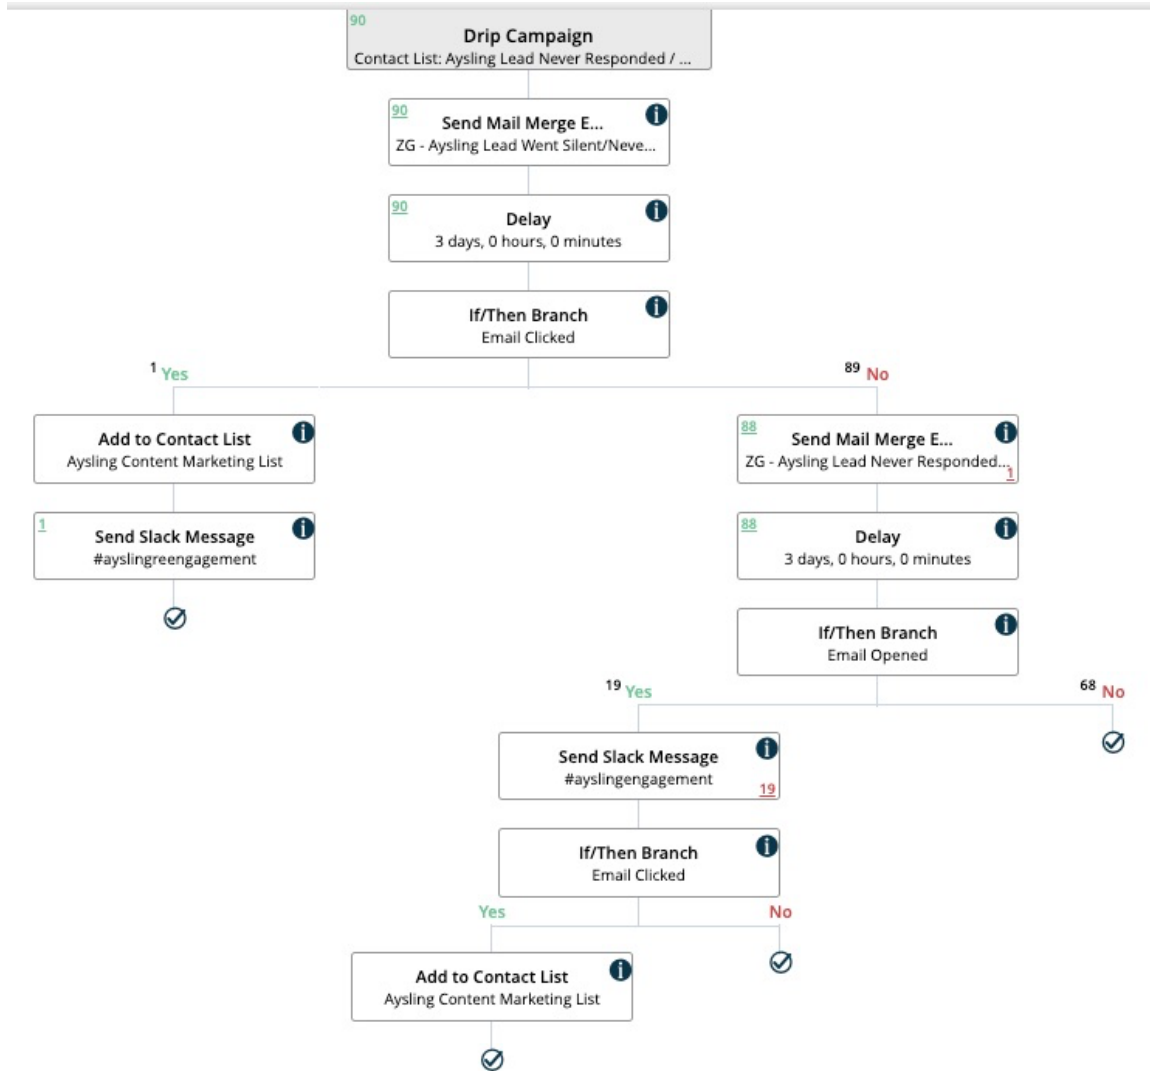 90
Drip Campaign
Contact List: Aysling Lead Never Responded / ...
90
Send Mail Merge E...
ZG - Aysling Lead Went Silent/Neve...
90
Delay
3 days, 0 hours, 0 minutes
If/Then Branch
Email Clicked
1 Yes
89 No
Add to Contact List
Aysling Content Marketing List
88
Send Mail Merge E...
ZG - Aysling Lead Never Responded...
1
1
Send Slack Message
#ayslingreengagement
88
Delay
3 days, 0 hours, 0 minutes
If/Then Branch
Email Opened
19 Yes
68 No
Send Slack Message
#ayslingengagement
19
If/Then Branch
Email Clicked
Yes
No
Add to Contact List
Aysling Content Marketing List